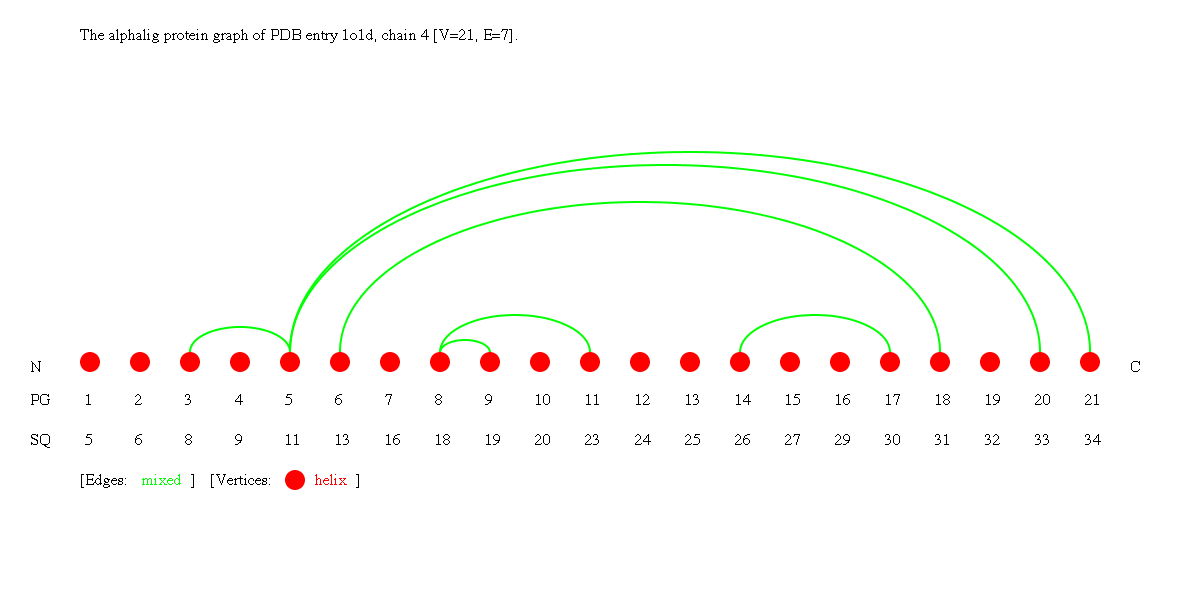 The alphalig protein graph of PDB entry 1o1d, chain 4 [V=21, E=7].
N C
PG 1 2 3 4 5 6 7 8 9 10 11 12 13 14 15 16 17 18 19 20 21
SQ 5 6 8 9 11 13 16 18 19 20 23 24 25 26 27 29 30 31 32 33 34
[Edges: mixed ] [Vertices: helix ]